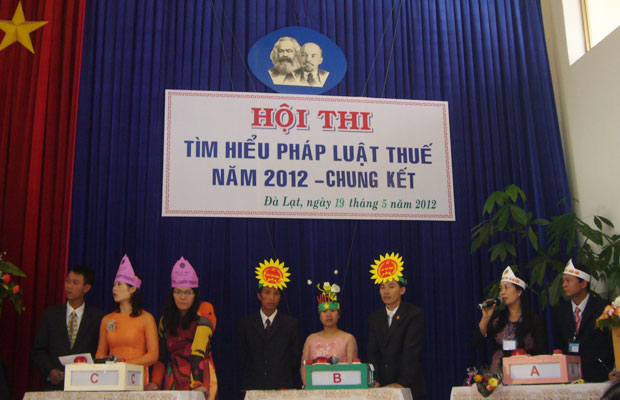 HỘI THI
TÌM HIỂU PHÁP LUẬT THUẾ
NĂM 2012 - CHUNG KẾT
Đà Lạt, ngày 19 tháng 5 năm 2012
C
C
B
A